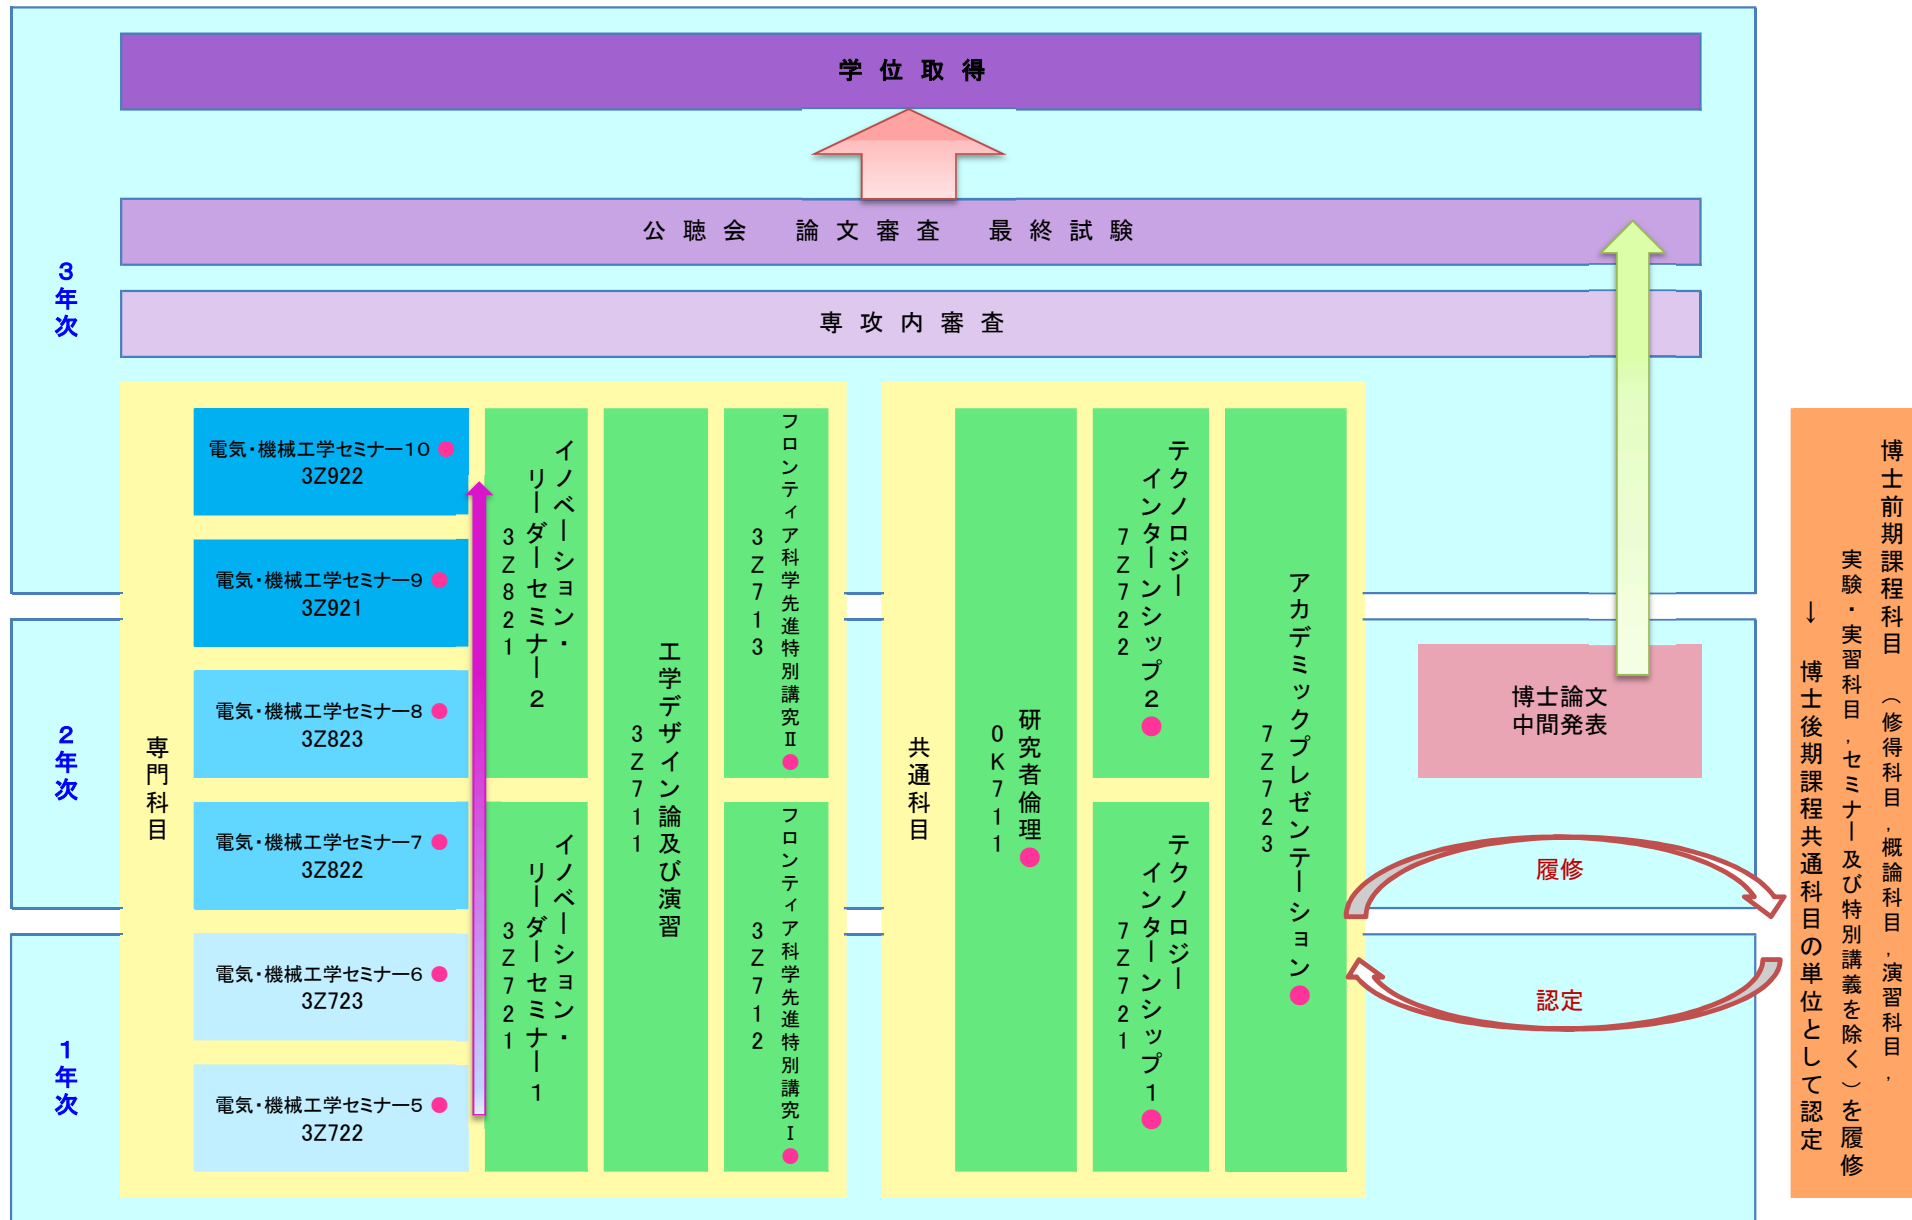 学位取得
公聴会　論文審査　最終試験
専攻内審査
3年次
2年次
1年次
専門科目
電気・機械工学セミナー10
3Z922
電気・機械工学セミナー9
3Z921
電気・機械工学セミナー8
3Z823
電気・機械工学セミナー7
3Z822
電気・機械工学セミナー6
3Z723
電気・機械工学セミナー5
3Z722
イノベーション・
リーダーセミナー2
3Z821
イノベーション・
リーダーセミナー1
3Z721
工学デザイン論及び演習
3Z711
フロンティア科学先進特別講究Ⅱ
3Z713
フロンティア科学先進特別講究Ⅰ
3Z712
共通科目
研究者倫理
0K711
テクノロジー
インターンシップ2
7Z722
テクノロジー
インターンシップ1
7Z721
アカデミックプレゼンテーション
7Z723
博士論文
中間発表
履修
認定
博士前期課程科目　（修得科目，概論科目，演習科目，
実験・実習科目，セミナー及び特別講義を除く）を履修
→　博士後期課程共通科目の単位として認定